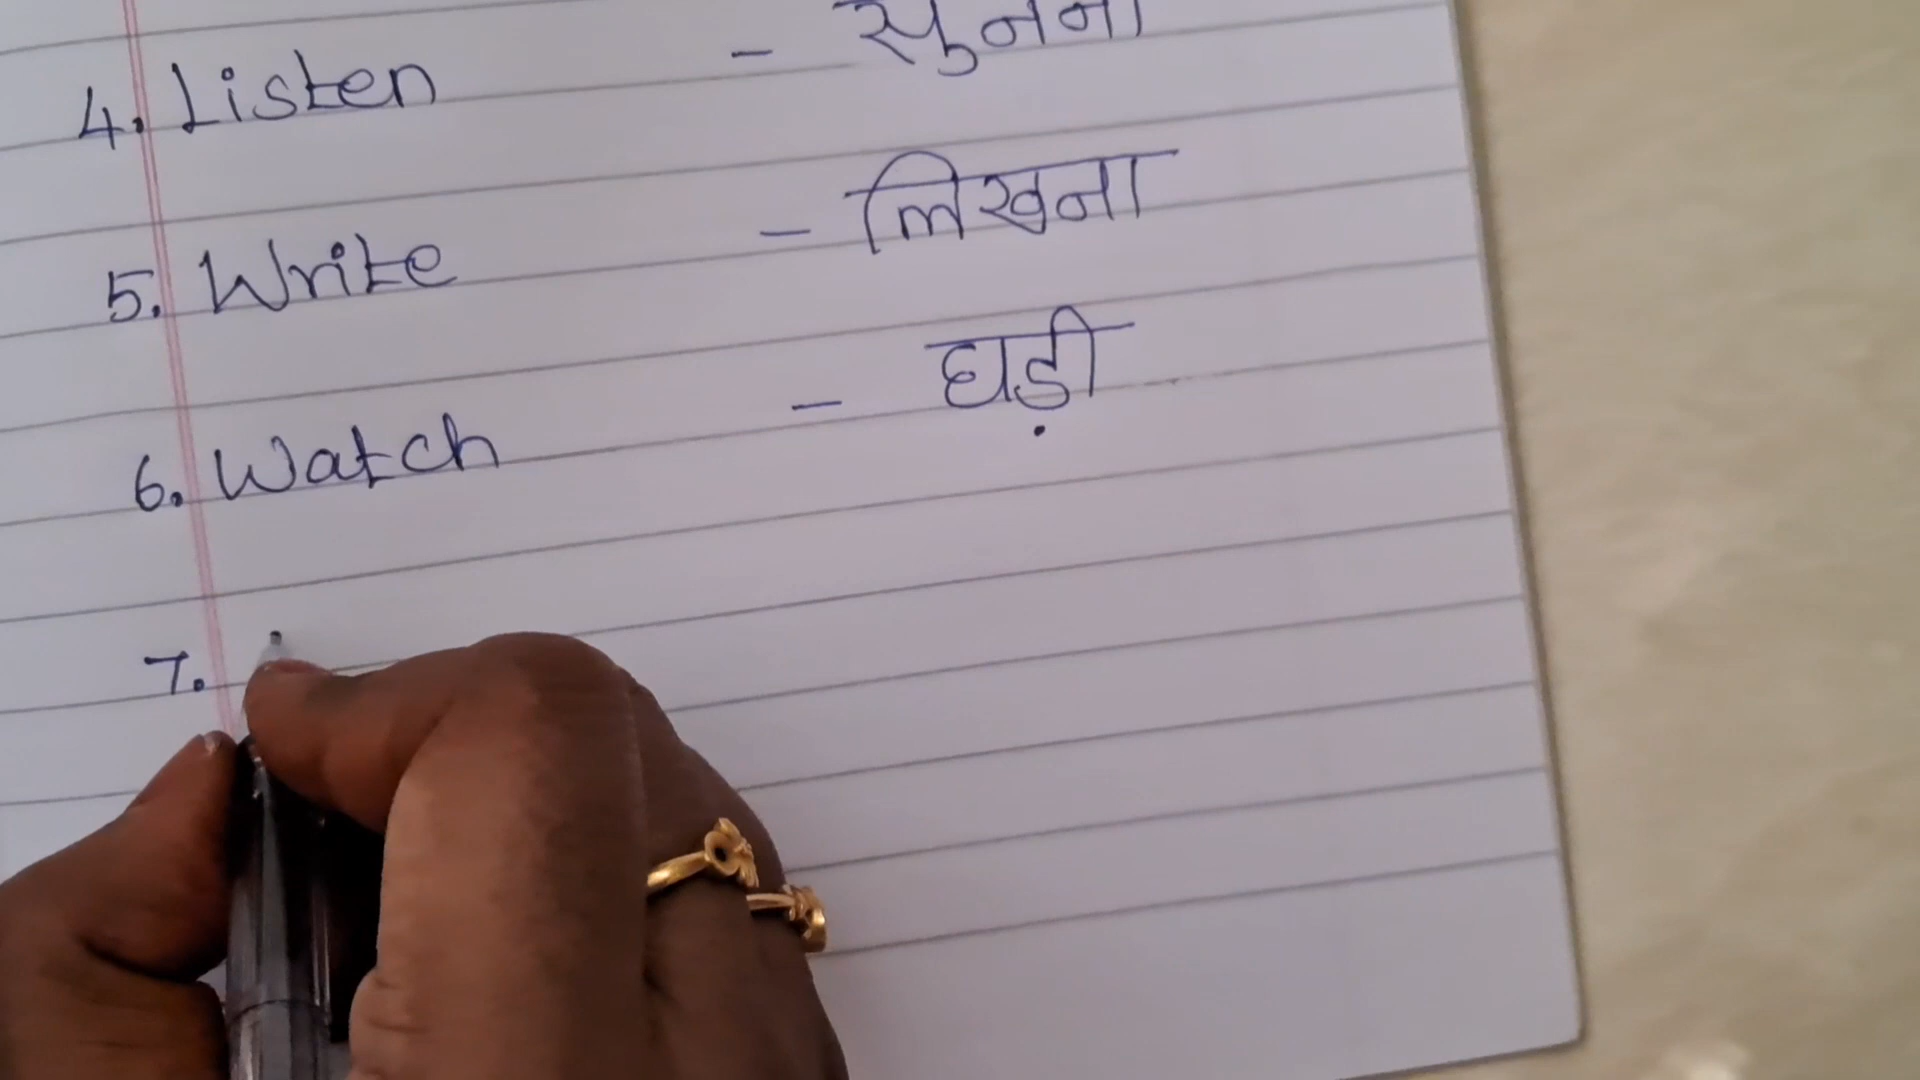 4. Listen - सुनना
5. Write - लिखना
6. Watch - घड़ी
7.